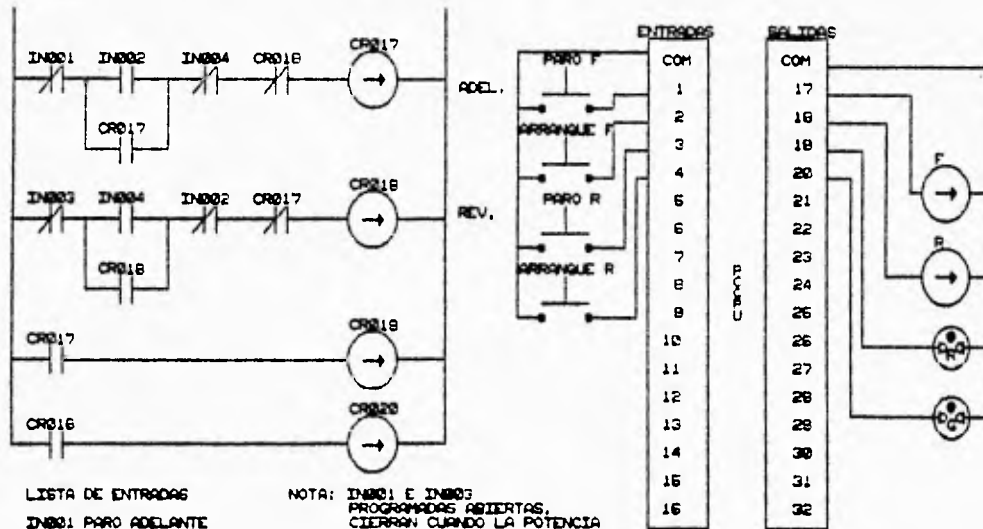 IN001 IN002 IN004 CR018 CR017
CR017
ADEL.
IN003 IN004 IN002 CR017 CR018
CR018
REV.
CR017 CR019
CR018 CR020
LISTA DE ENTRADAS
IN001 PARO ADELANTE
NOTA: IN001 E IN003
PROGRAMADAS ABIERTAS,
CIERRAN CUANDO LA POTENCIA
PARO F
ARRANQUE F
PARO R
ARRANQUE R
ENTRADAS
COM
1
2
3
4
5
6
7
8
9
10
11
12
13
14
15
16
SALIDAS
COM
17
18
19
20
21
22
23
24
25
26
27
28
29
30
31
32
F
R
R
G